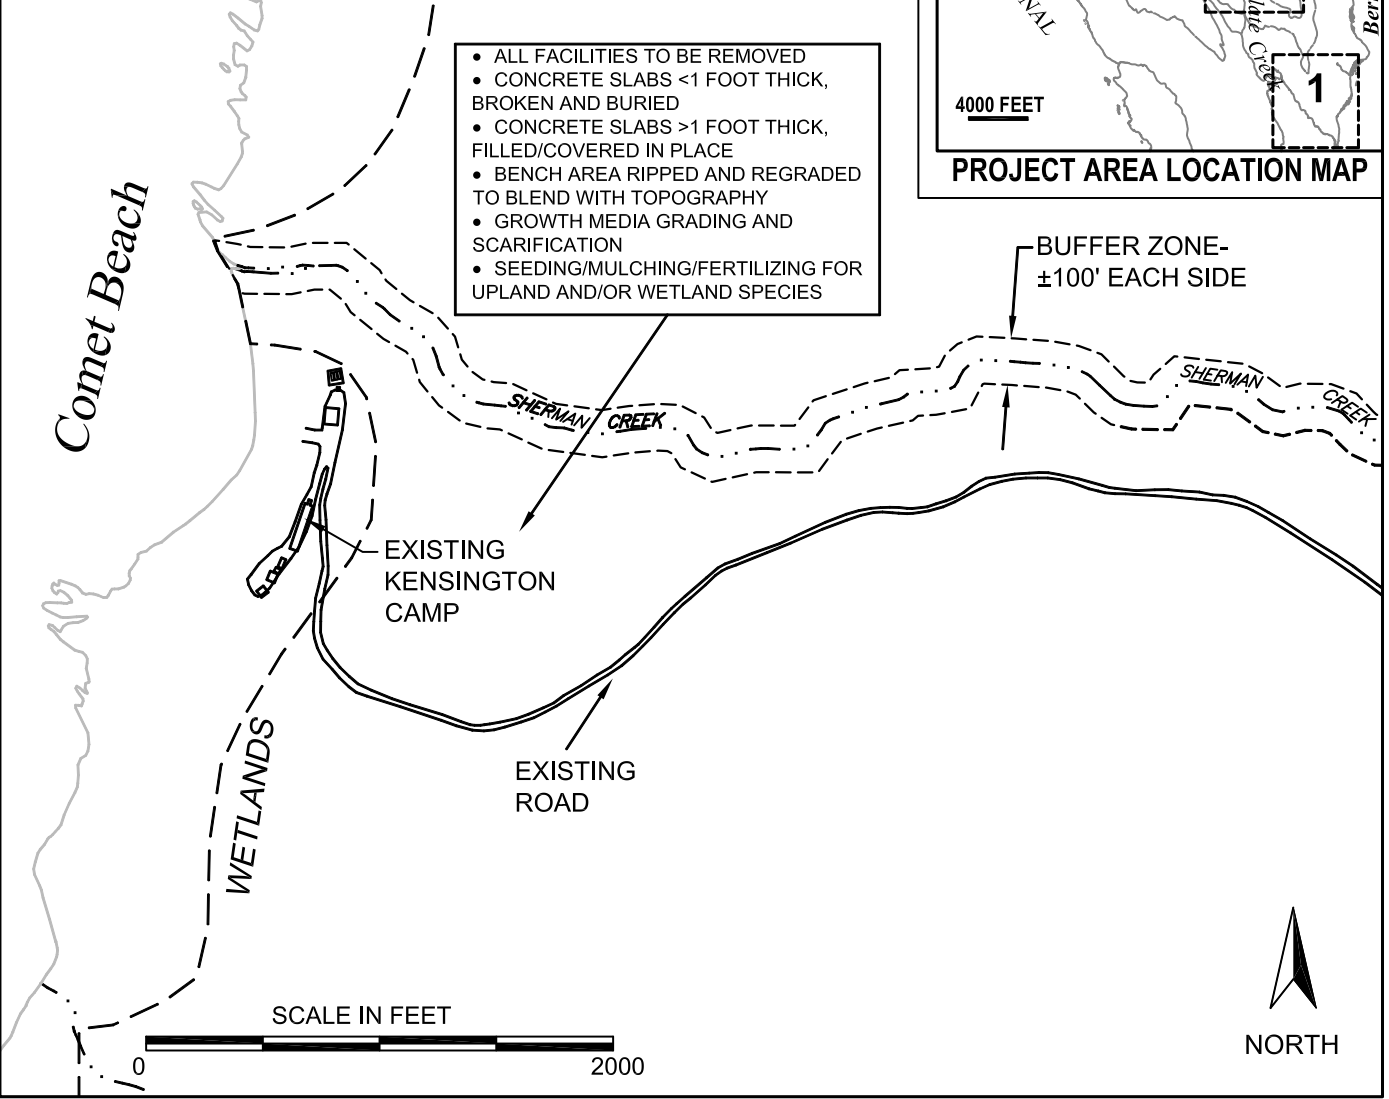 • ALL FACILITIES TO BE REMOVED
• CONCRETE SLABS <1 FOOT THICK,
BROKEN AND BURIED
• CONCRETE SLABS >1 FOOT THICK,
FILLED/COVERED IN PLACE
• BENCH AREA RIPPED AND REGRADED
TO BLEND WITH TOPOGRAPHY
• GROWTH MEDIA GRADING AND
SCARIFICATION
• SEEDING/MULCHING/FERTILIZING FOR
UPLAND AND/OR WETLAND SPECIES
Creek
4000 FEET
1
PROJECT AREA LOCATION MAP
Comet Beach
BUFFER ZONE-
±100' EACH SIDE
SHERMAN CREEK
SHERMAN CREEK
EXISTING
KENSINGTON
CAMP
EXISTING
ROAD
WETLANDS
SCALE IN FEET
0 2000
NORTH